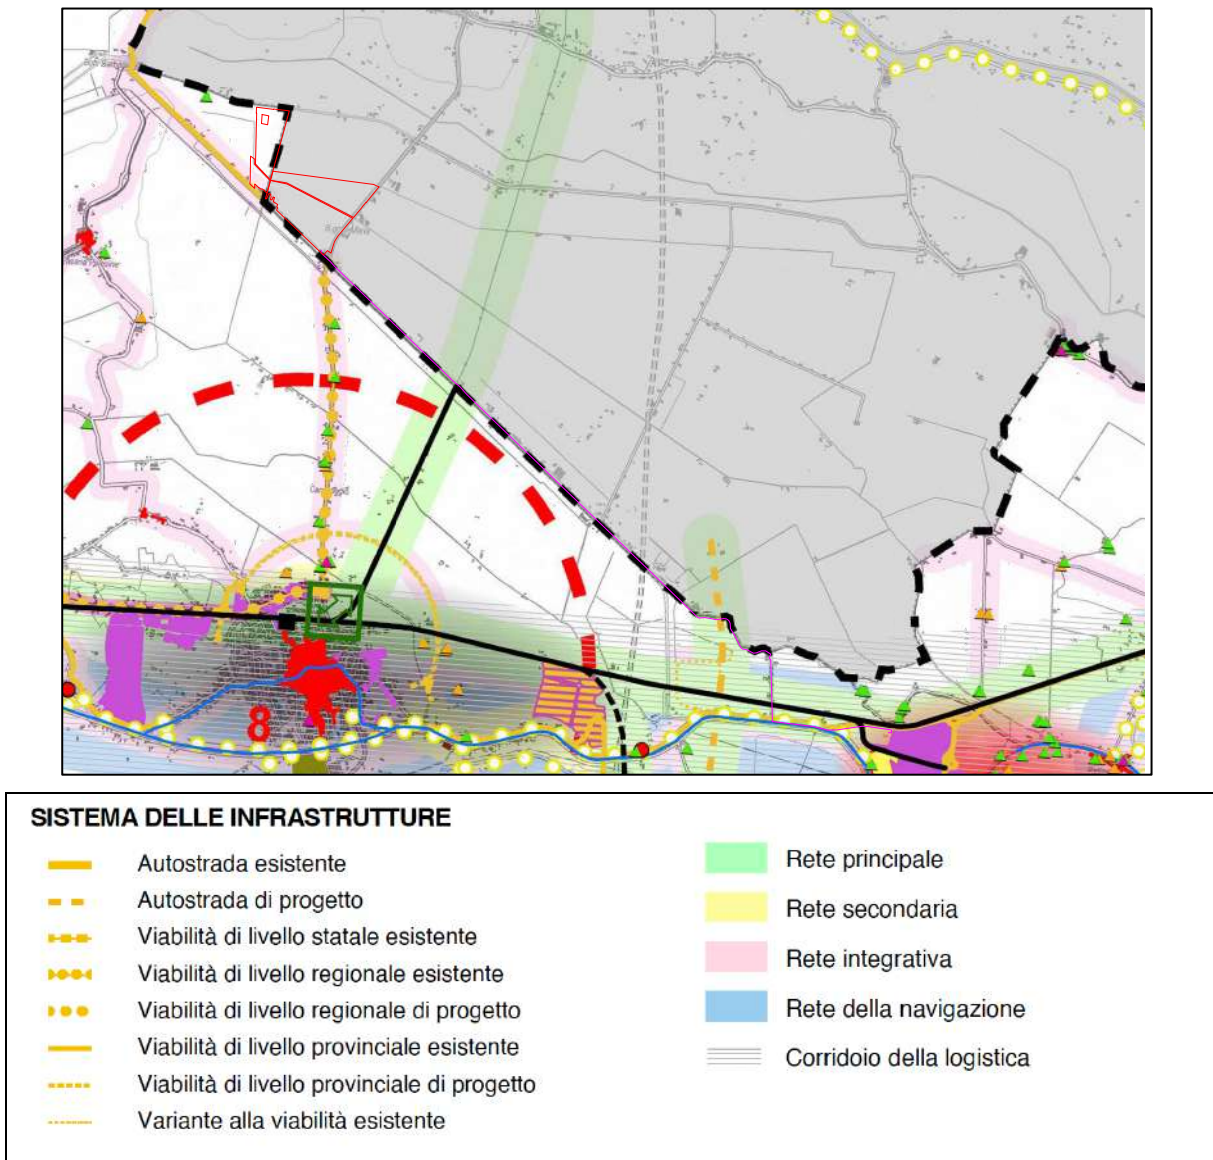 8
SISTEMA DELLE INFRASTRUTTURE
Autostrada esistente
Autostrada di progetto
Viabilità di livello statale esistente
Viabilità di livello regionale esistente
Viabilità di livello regionale di progetto
Viabilità di livello provinciale esistente
Viabilità di livello provinciale di progetto
Variante alla viabilità esistente
Rete principale
Rete secondaria
Rete integrativa
Rete della navigazione
Corridoio della logistica